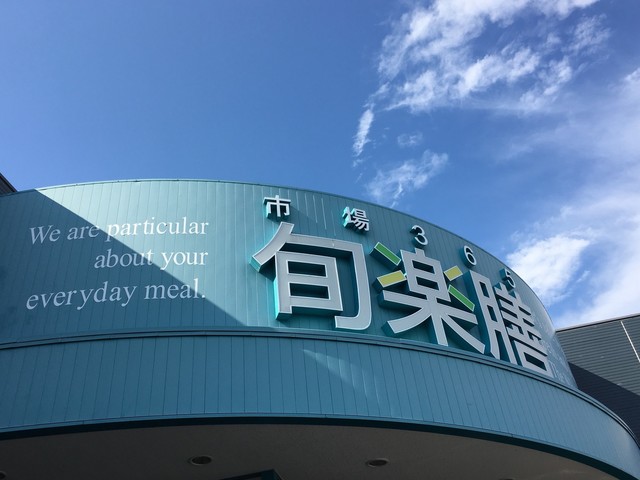 We are particular
about your
everyday meal.
市場365
旬楽膳